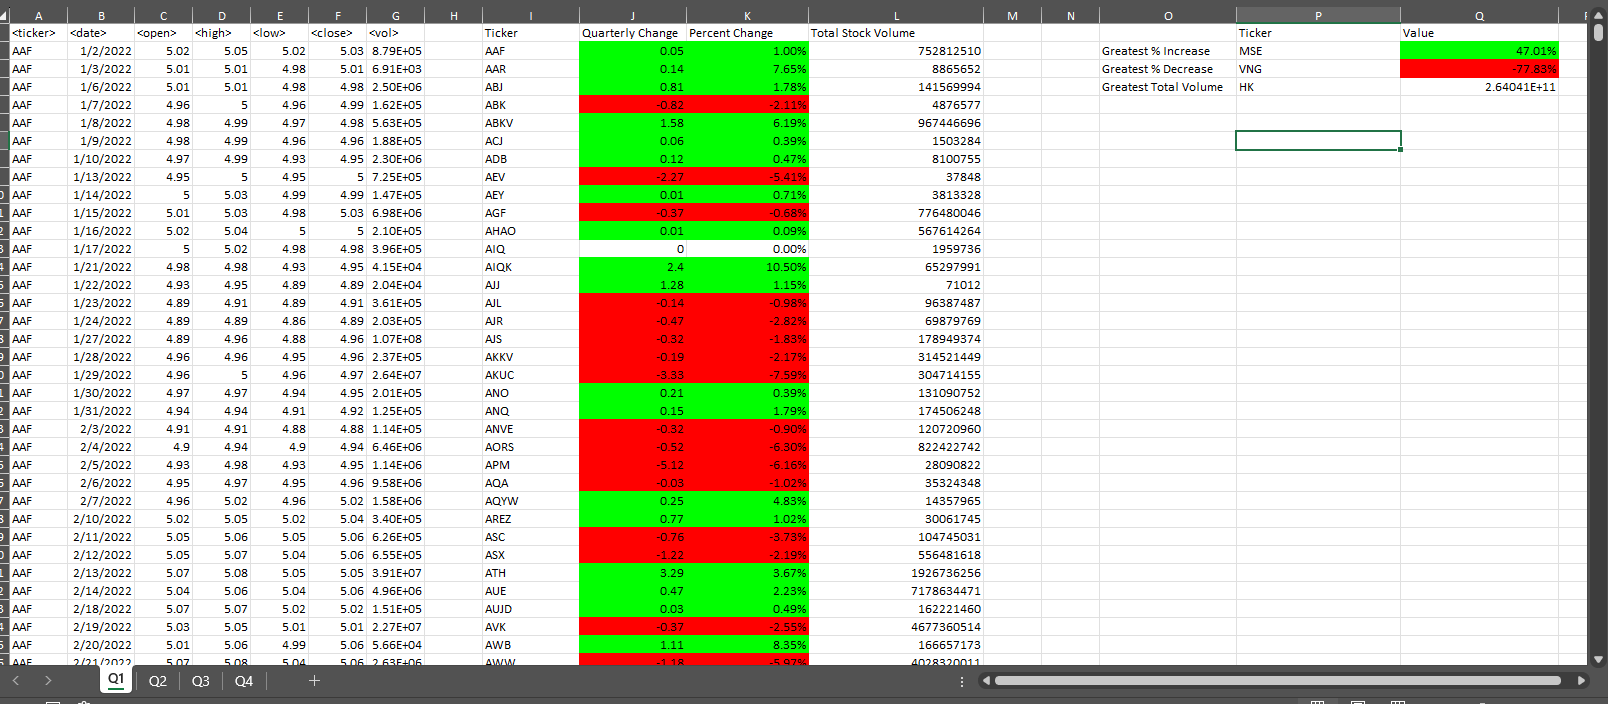 A B C D E F G H I J K L M N O P Q
<ticker> <date> <open> <high> <low> <close> <vol> Ticker Quarterly Change Percent Change Total Stock Volume Ticker Value
AAF 1/2/2022 5.02 5.05 5.02 5.03 8.79E+05 AAF 0.05 1.00% 752812510 Greatest % Increase MSE 47.01%
AAF 1/3/2022 5.01 5.01 4.98 5.01 6.91E+03 AAR 0.14 7.65% 8865652 Greatest % Decrease VNG -77.83%
AAF 1/6/2022 5.01 5.01 4.98 4.98 2.50E+06 ABJ 0.81 1.78% 141569994 Greatest Total Volume HK 2.64041E+11
AAF 1/7/2022 4.96 5 4.96 4.99 1.62E+05 ABK -0.82 -2.11% 4876577
AAF 1/8/2022 4.98 4.99 4.97 4.98 5.63E+05 ABKV 1.58 6.19% 967446696
AAF 1/9/2022 4.98 4.99 4.96 4.96 1.88E+05 ACJ 0.06 0.39% 1503284
AAF 1/10/2022 4.97 4.99 4.93 4.95 2.30E+06 ADB 0.12 0.47% 8100755
AAF 1/13/2022 4.95 5 4.95 5 7.25E+05 AEV -2.27 -5.41% 37848
AAF 1/14/2022 5 5.03 4.99 4.99 1.47E+05 AEY 0.01 0.71% 3813328
AAF 1/15/2022 5.01 5.03 4.98 5.03 6.98E+06 AGF -0.37 -0.68% 776480046
AAF 1/16/2022 5.02 5.04 5 5 2.10E+05 AHAO 0.01 0.09% 567614264
AAF 1/17/2022 5 5.02 4.98 4.98 3.96E+05 AIQ 0 0.00% 1959736
AAF 1/21/2022 4.98 4.98 4.93 4.95 4.15E+04 AIQK 2.4 10.50% 65297991
AAF 1/22/2022 4.93 4.95 4.89 4.89 2.04E+04 AJJ 1.28 1.15% 71012
AAF 1/23/2022 4.89 4.91 4.89 4.91 3.61E+05 AJL -0.14 -0.98% 96387487
AAF 1/24/2022 4.89 4.89 4.86 4.89 2.03E+05 AJR -0.47 -2.82% 69879769
AAF 1/27/2022 4.89 4.96 4.88 4.96 1.07E+08 AJS -0.32 -1.83% 178949374
AAF 1/28/2022 4.96 4.96 4.95 4.96 2.37E+05 AKKV -0.19 -2.17% 314521449
AAF 1/29/2022 4.96 5 4.96 4.97 2.64E+07 AKUC -3.33 -7.59% 304714155
AAF 1/30/2022 4.97 4.97 4.94 4.95 2.01E+05 ANO 0.21 0.39% 131090752
AAF 1/31/2022 4.94 4.94 4.91 4.92 1.25E+05 ANQ 0.15 1.79% 174506248
AAF 2/3/2022 4.91 4.91 4.88 4.88 1.14E+05 ANVE -0.32 -0.90% 120720960
AAF 2/4/2022 4.9 4.94 4.9 4.94 6.46E+06 AORS -0.52 -6.30% 822422742
AAF 2/5/2022 4.93 4.98 4.93 4.95 1.14E+06 APM -5.12 -6.16% 28090822
AAF 2/6/2022 4.95 4.97 4.95 4.96 9.58E+06 AQA -0.03 -1.02% 35324348
AAF 2/7/2022 4.96 5.02 4.96 5.02 1.58E+06 AQYW 0.25 4.83% 14357965
AAF 2/10/2022 5.02 5.05 5.02 5.04 3.40E+05 AREZ 0.77 1.02% 30061745
AAF 2/11/2022 5.05 5.06 5.05 5.06 6.26E+05 ASC -0.76 -3.73% 104745031
AAF 2/12/2022 5.05 5.07 5.04 5.06 6.55E+05 ASX -1.22 -2.19% 556481618
AAF 2/13/2022 5.07 5.08 5.05 5.05 3.91E+07 ATH 3.29 3.67% 1926736256
AAF 2/14/2022 5.04 5.06 5.04 5.06 4.96E+06 AUE 0.47 2.23% 7178634471
AAF 2/18/2022 5.07 5.07 5.02 5.02 1.51E+05 AUJD 0.03 0.49% 162221460
AAF 2/19/2022 5.03 5.05 5.01 5.01 2.27E+07 AVK -0.37 -2.55% 4677360514
AAF 2/20/2022 5.01 5.06 4.99 5.06 5.66E+04 AWB 1.11 8.35% 166657173
AAF 2/21/2022 5.07 5.08 5.04 5.06 2.63E+06 AWW -1.18 -5.97% 4028320011
Q1 Q2 Q3 Q4